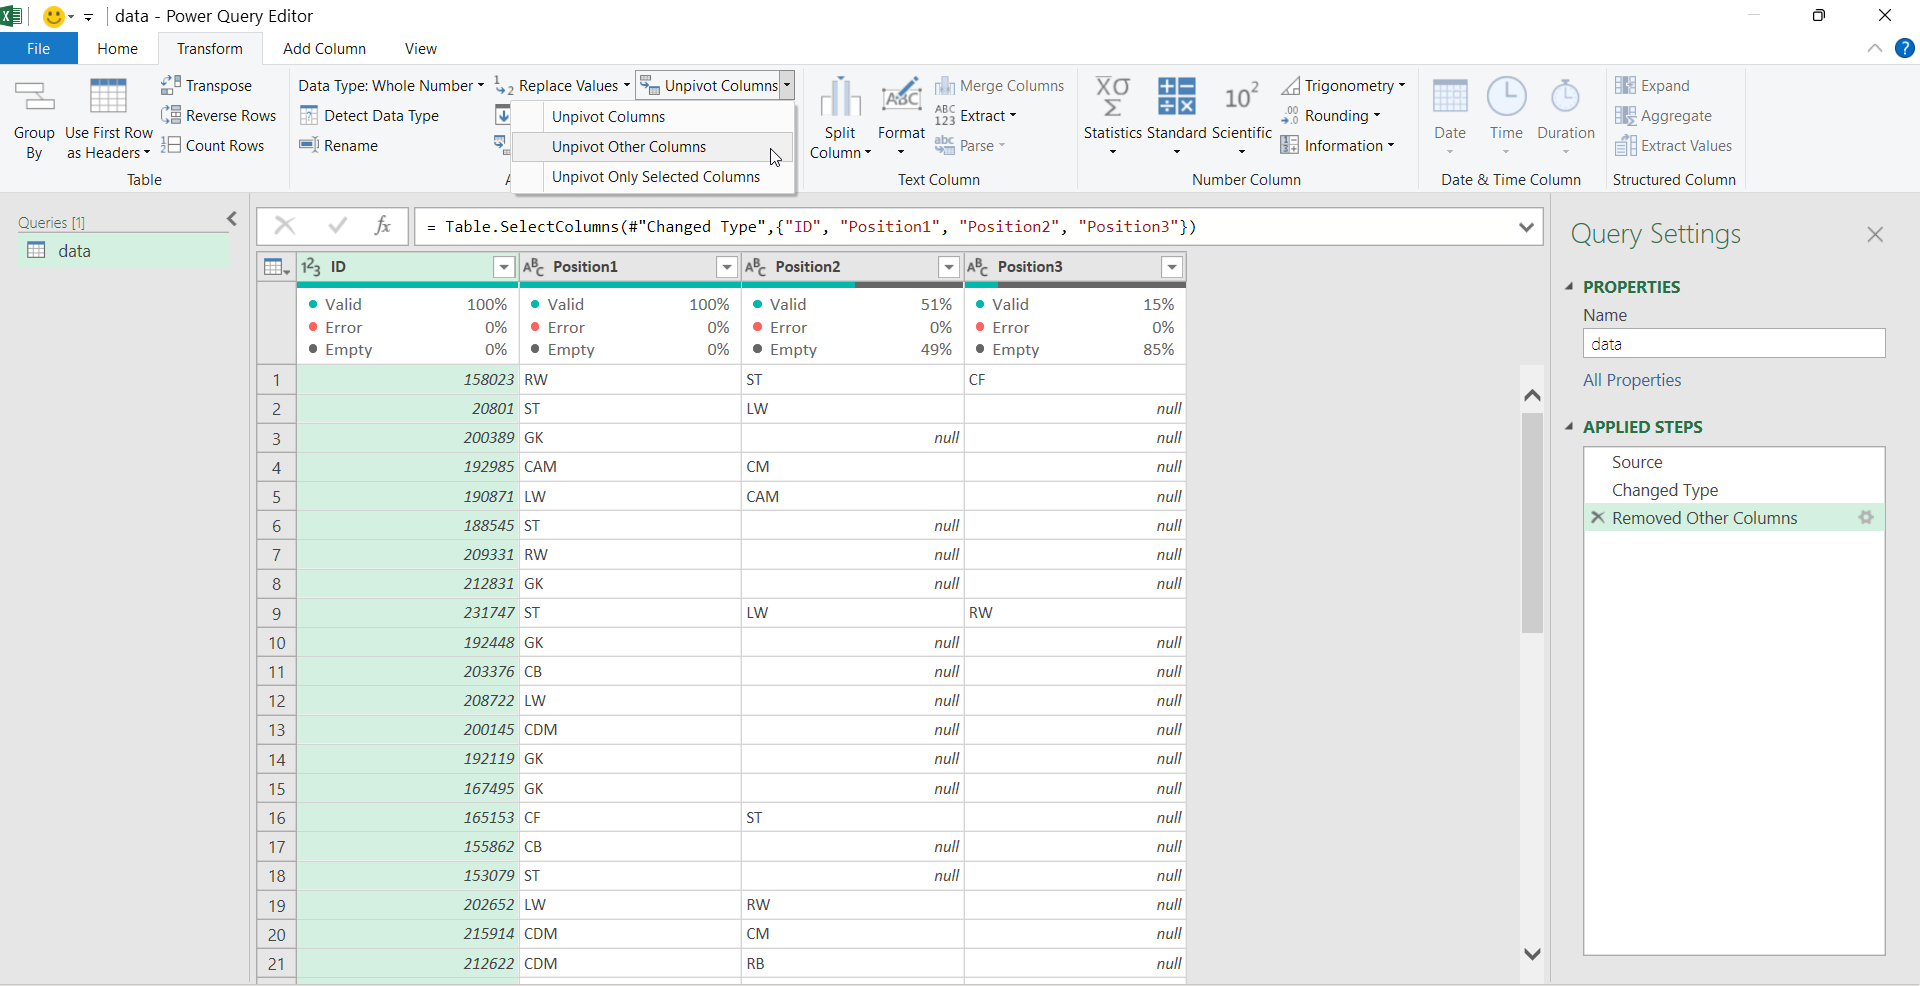 data - Power Query Editor
File Home Transform Add Column View
Group By
Use First Row as Headers
Transpose
Reverse Rows
Count Rows
Table
Data Type: Whole Number
Detect Data Type
Rename
Replace Values
Unpivot Columns
Unpivot Columns
Unpivot Other Columns
Unpivot Only Selected Columns
Split Column
Format
Merge Columns
Extract
Parse
Text Column
Statistics
Standard
Scientific
Trigonometry
Rounding
Information
Number Column
Date
Time
Duration
Date & Time Column
Expand
Aggregate
Extract Values
Structured Column
Queries [1]
data
fx = Table.SelectColumns(#"Changed Type",{"ID", "Position1", "Position2", "Position3"})
ID Position1 Position2 Position3
Valid 100% Valid 100% Valid 51% Valid 15%
Error 0% Error 0% Error 0% Error 0%
Empty 0% Empty 0% Empty 49% Empty 85%
1 158023 RW ST CF
2 20801 ST LW null
3 200389 GK null null
4 192985 CAM CM null
5 190871 LW CAM null
6 188545 ST null null
7 209331 RW null null
8 212831 GK null null
9 231747 ST LW RW
10 192448 GK null null
11 203376 CB null null
12 208722 LW null null
13 200145 CDM null null
14 192119 GK null null
15 167495 GK null null
16 165153 CF ST null
17 155862 CB null null
18 153079 ST null null
19 202652 LW RW null
20 215914 CDM CM null
21 212622 CDM RB null
Query Settings
PROPERTIES
Name
data
All Properties
APPLIED STEPS
Source
Changed Type
Removed Other Columns